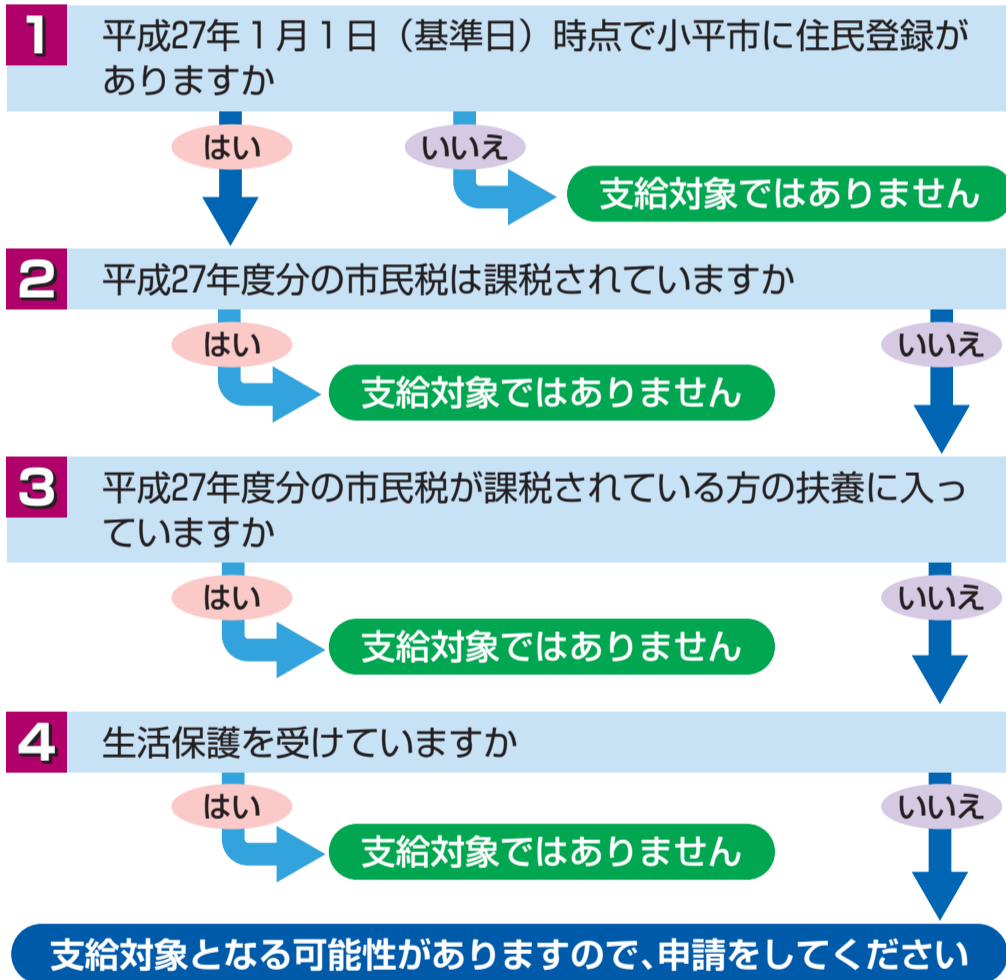 1 平成27年1月1日（基準日）時点で小平市に住民登録が
ありますか
はい
いいえ
支給対象ではありません
2 平成27年度分の市民税は課税されていますか
はい
いいえ
支給対象ではありません
3 平成27年度分の市民税が課税されている方の扶養に入っ
ていますか
はい
いいえ
支給対象ではありません
4 生活保護を受けていますか
はい
いいえ
支給対象ではありません
支給対象となる可能性がありますので、申請をしてください